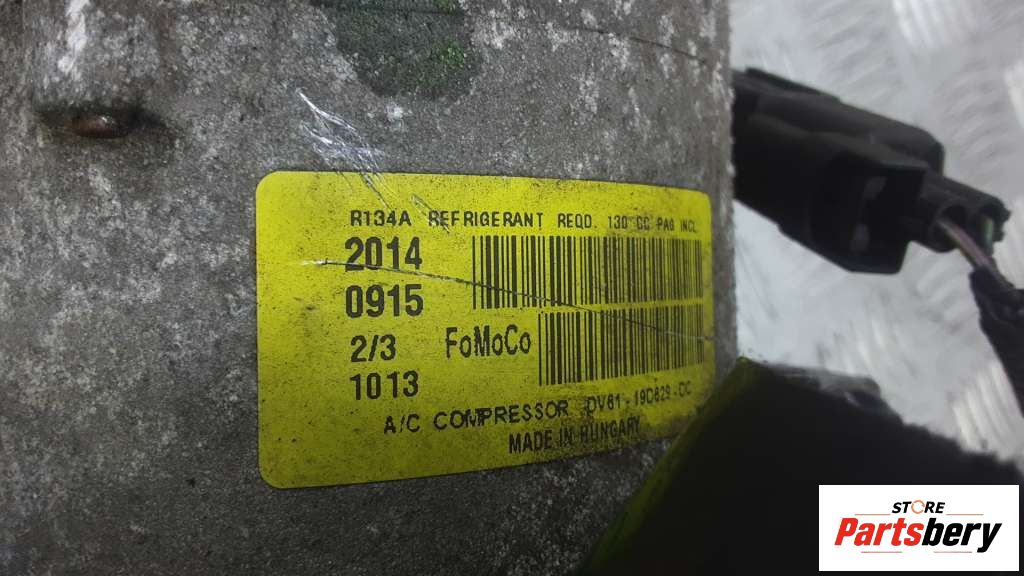 R134A REFRIGERANT REQD. 130 CC PAG INCL
2014
0915
2/3 FoMoCo
1013
A/C COMPRESSOR DV61-19D629-DC
MADE IN HUNGARY
STORE
Partsbery